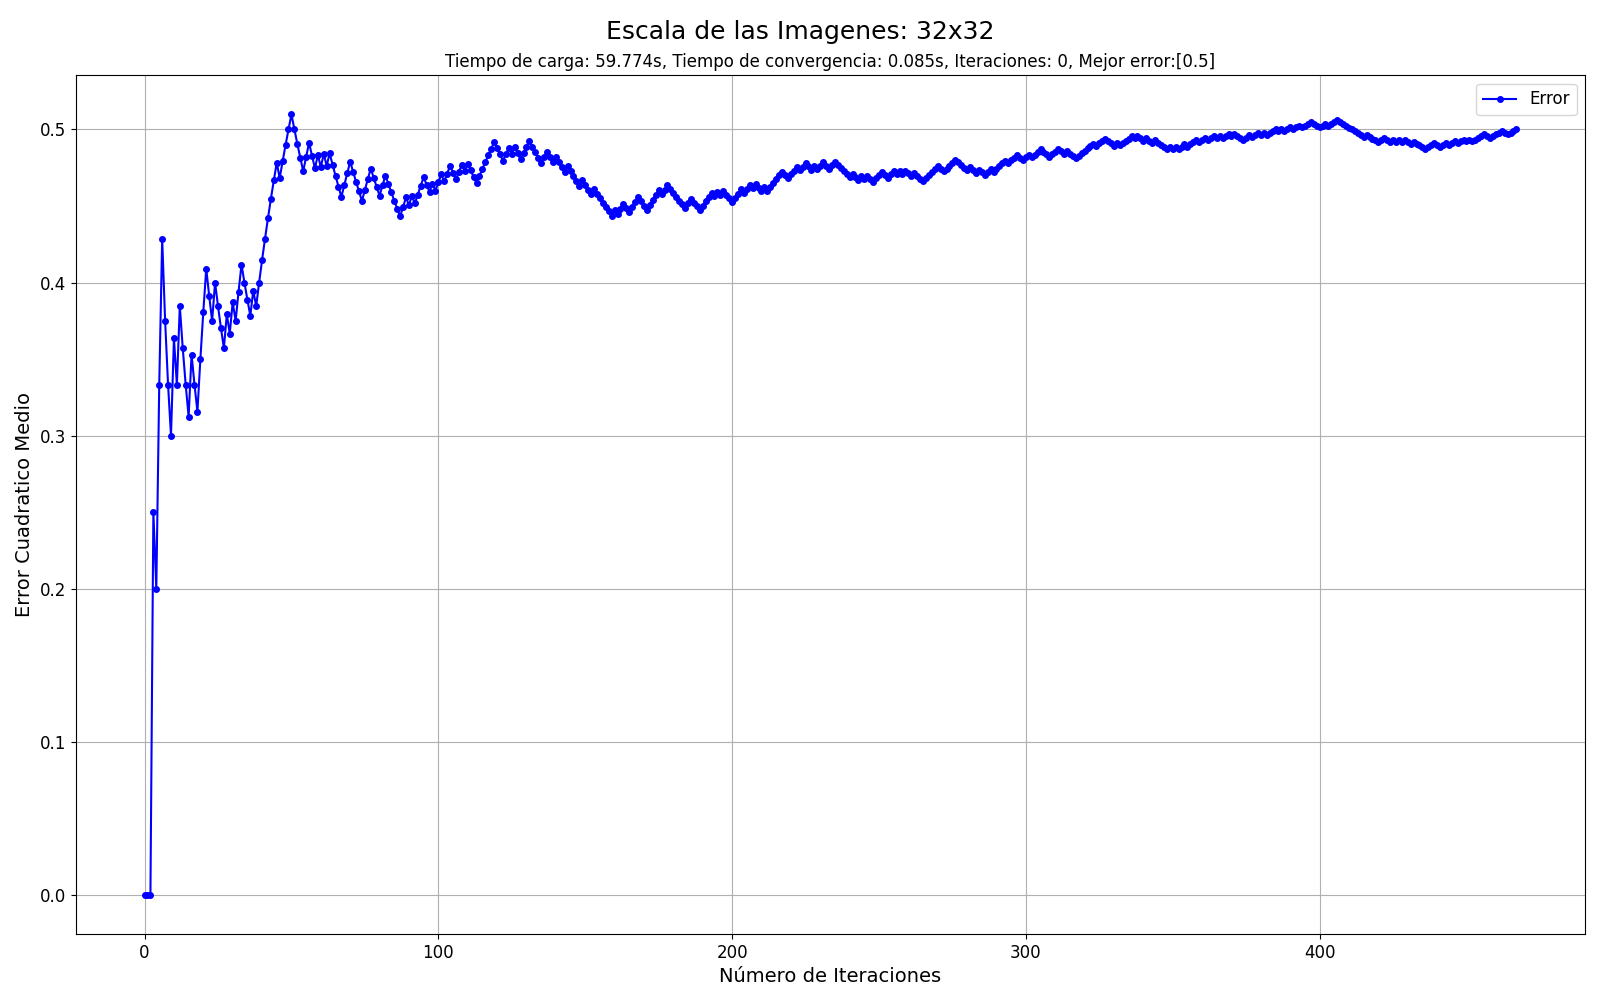 Escala de las Imagenes: 32x32
Tiempo de carga: 59.774s, Tiempo de convergencia: 0.085s, Iteraciones: 0, Mejor error:[0.5]
Error
0.5
0.4
0.3
0.2
0.1
0.0
Error Cuadratico Medio
0 100 200 300 400
Número de Iteraciones